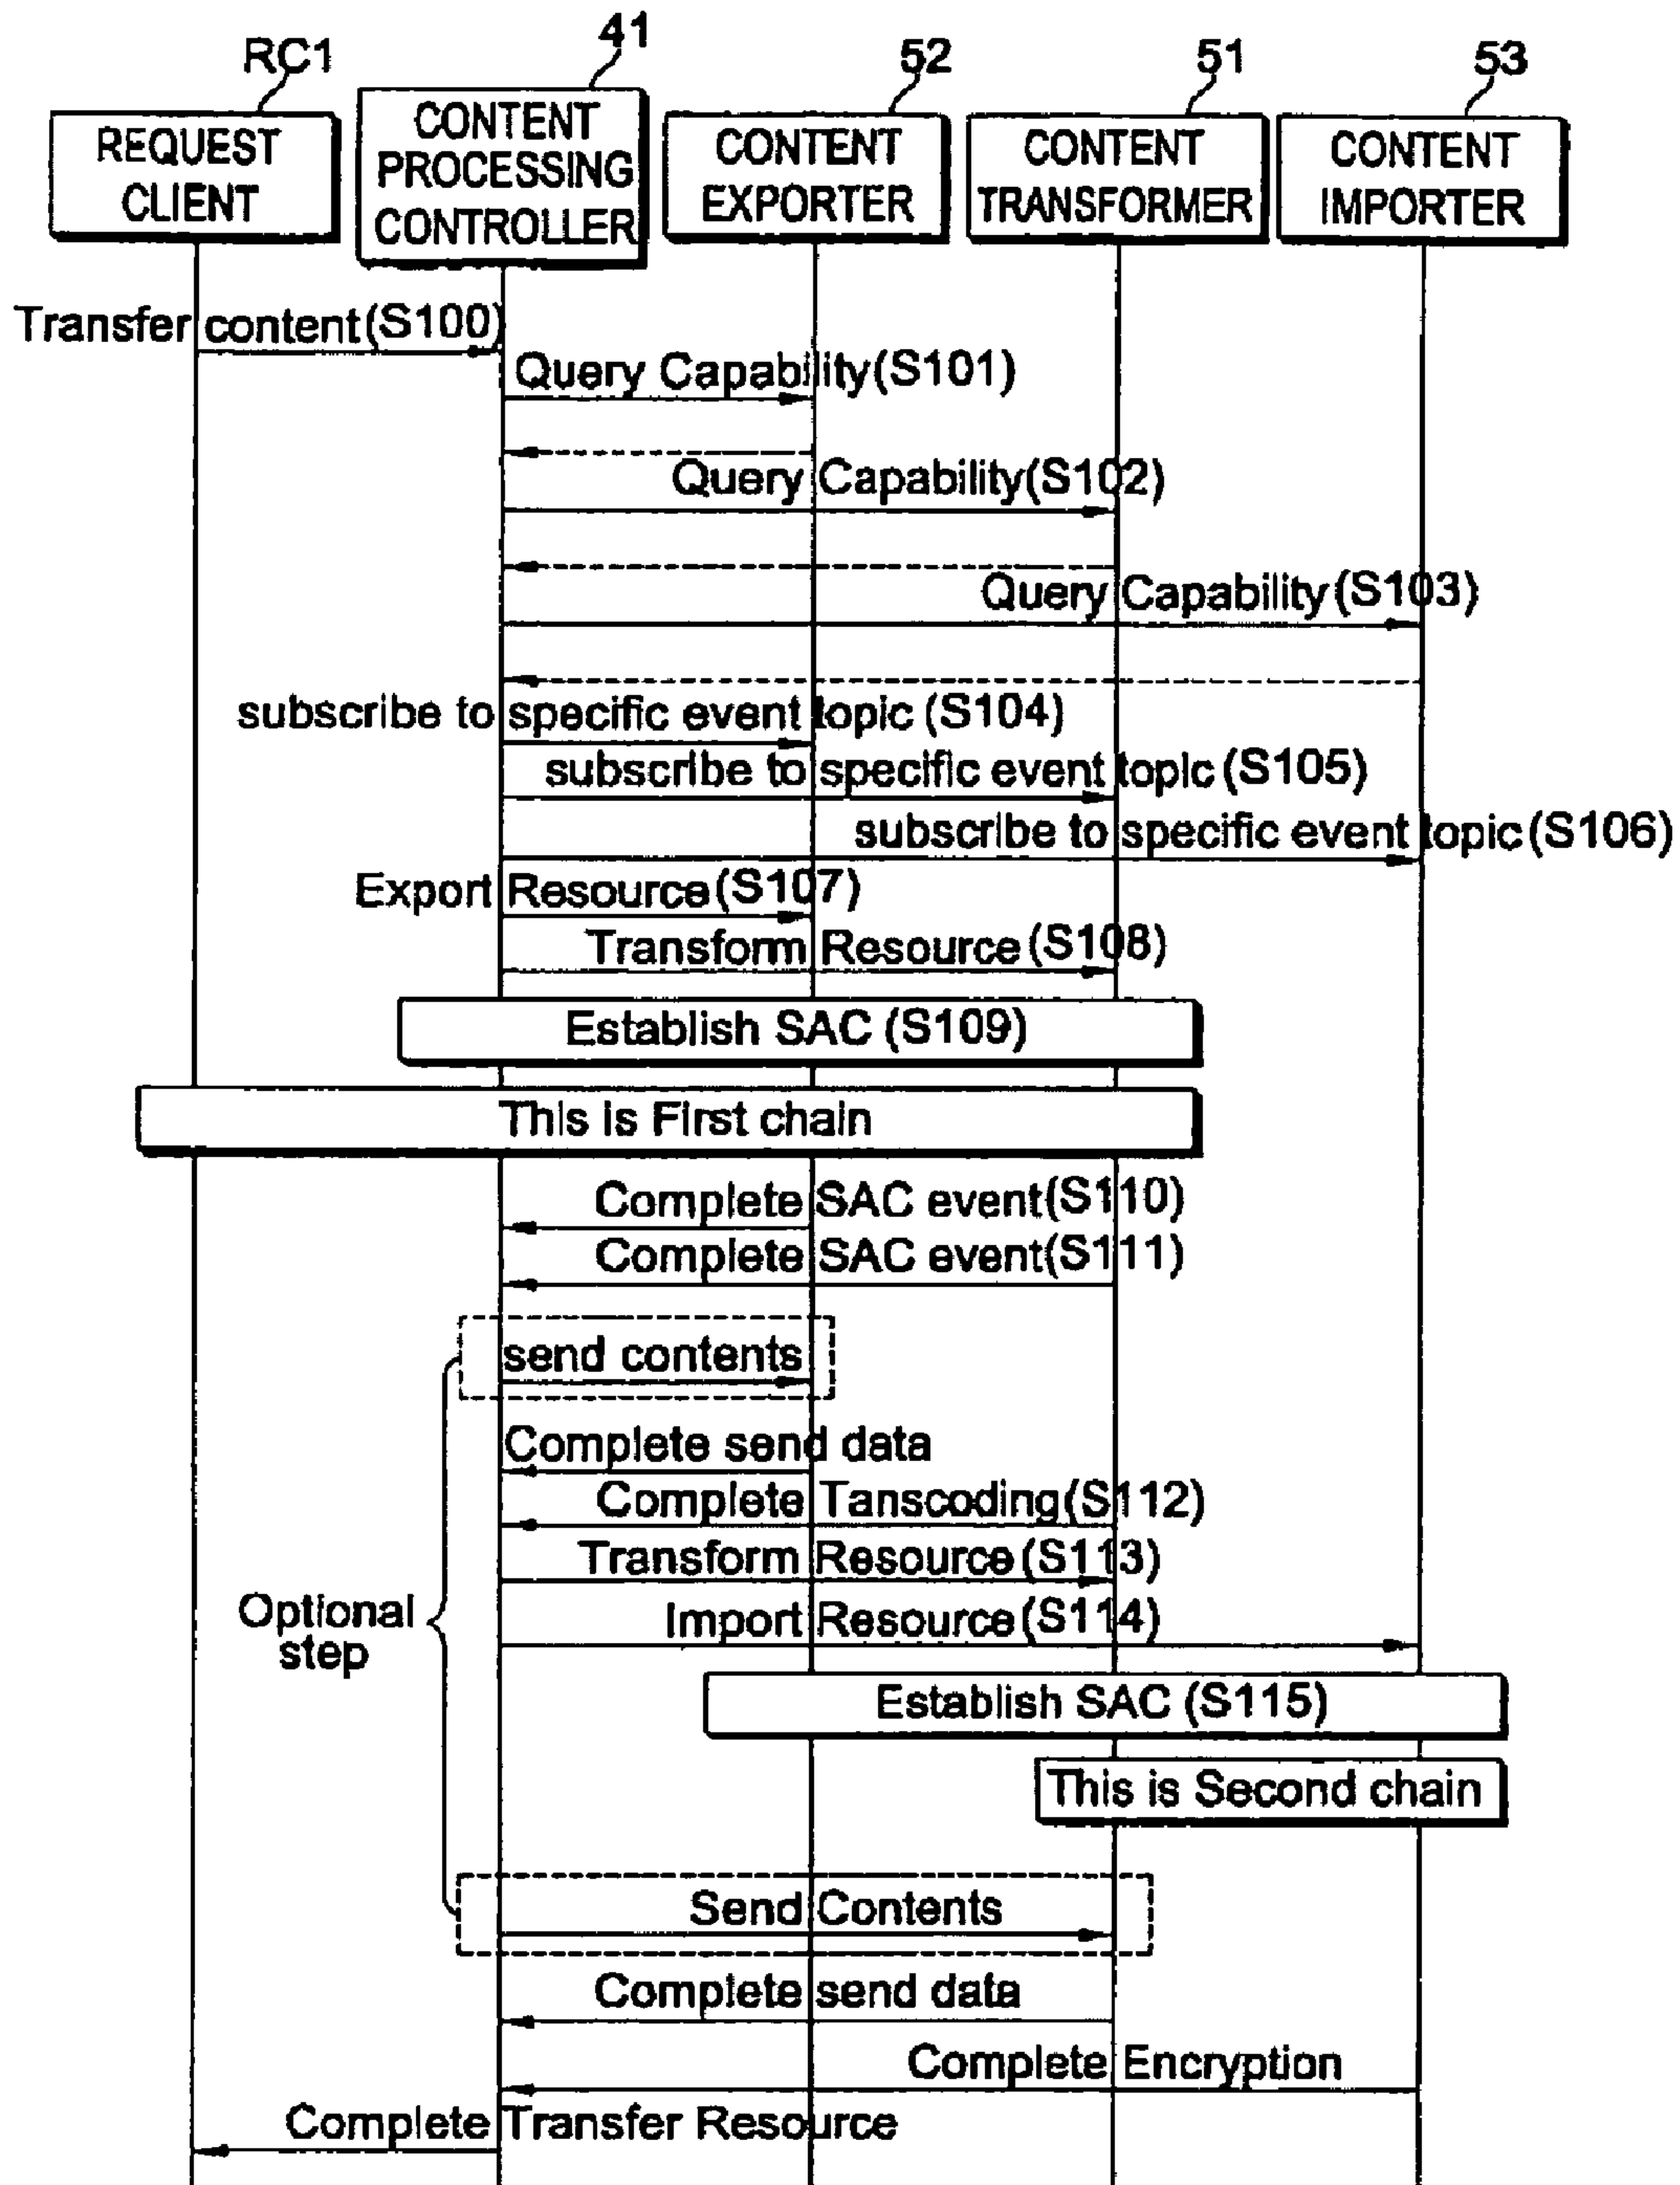 RC1
41
52
51
53
REQUEST
CLIENT
CONTENT
PROCESSING
CONTROLLER
CONTENT
EXPORTER
CONTENT
TRANSFORMER
CONTENT
IMPORTER
Transfer content(S100)
Query Capability(S101)
Query Capability(S102)
Query Capability(S103)
subscribe to specific event topic (S104)
subscribe to specific event topic(S105)
subscribe to specific event topic(S106)
Export Resource(S107)
Transform Resource(S108)
Establish SAC (S109)
This is First chain
Complete SAC event(S110)
Complete SAC event(S111)
send contents
Complete send data
Complete Tanscoding(S112)
Transform Resource(S113)
Import Resource(S114)
Optional
step
Establish SAC (S115)
This is Second chain
Send Contents
Complete send data
Complete Encryption
Complete Transfer Resource